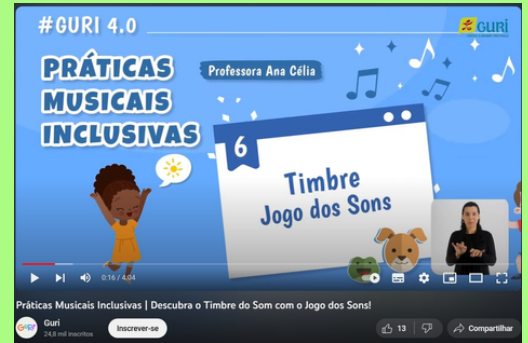 #GURI 4.0
GURI
PRÁTICAS
MUSICAIS
INCLUSIVAS
Professora Ana Célia
6
Timbre
Jogo dos Sons
0:16 / 4:04
Práticas Musicais Inclusivas | Descubra o Timbre do Som com o Jogo dos Sons!
Guri
Guri
24,8 mil inscritos
Inscrever-se
13
Compartilhar